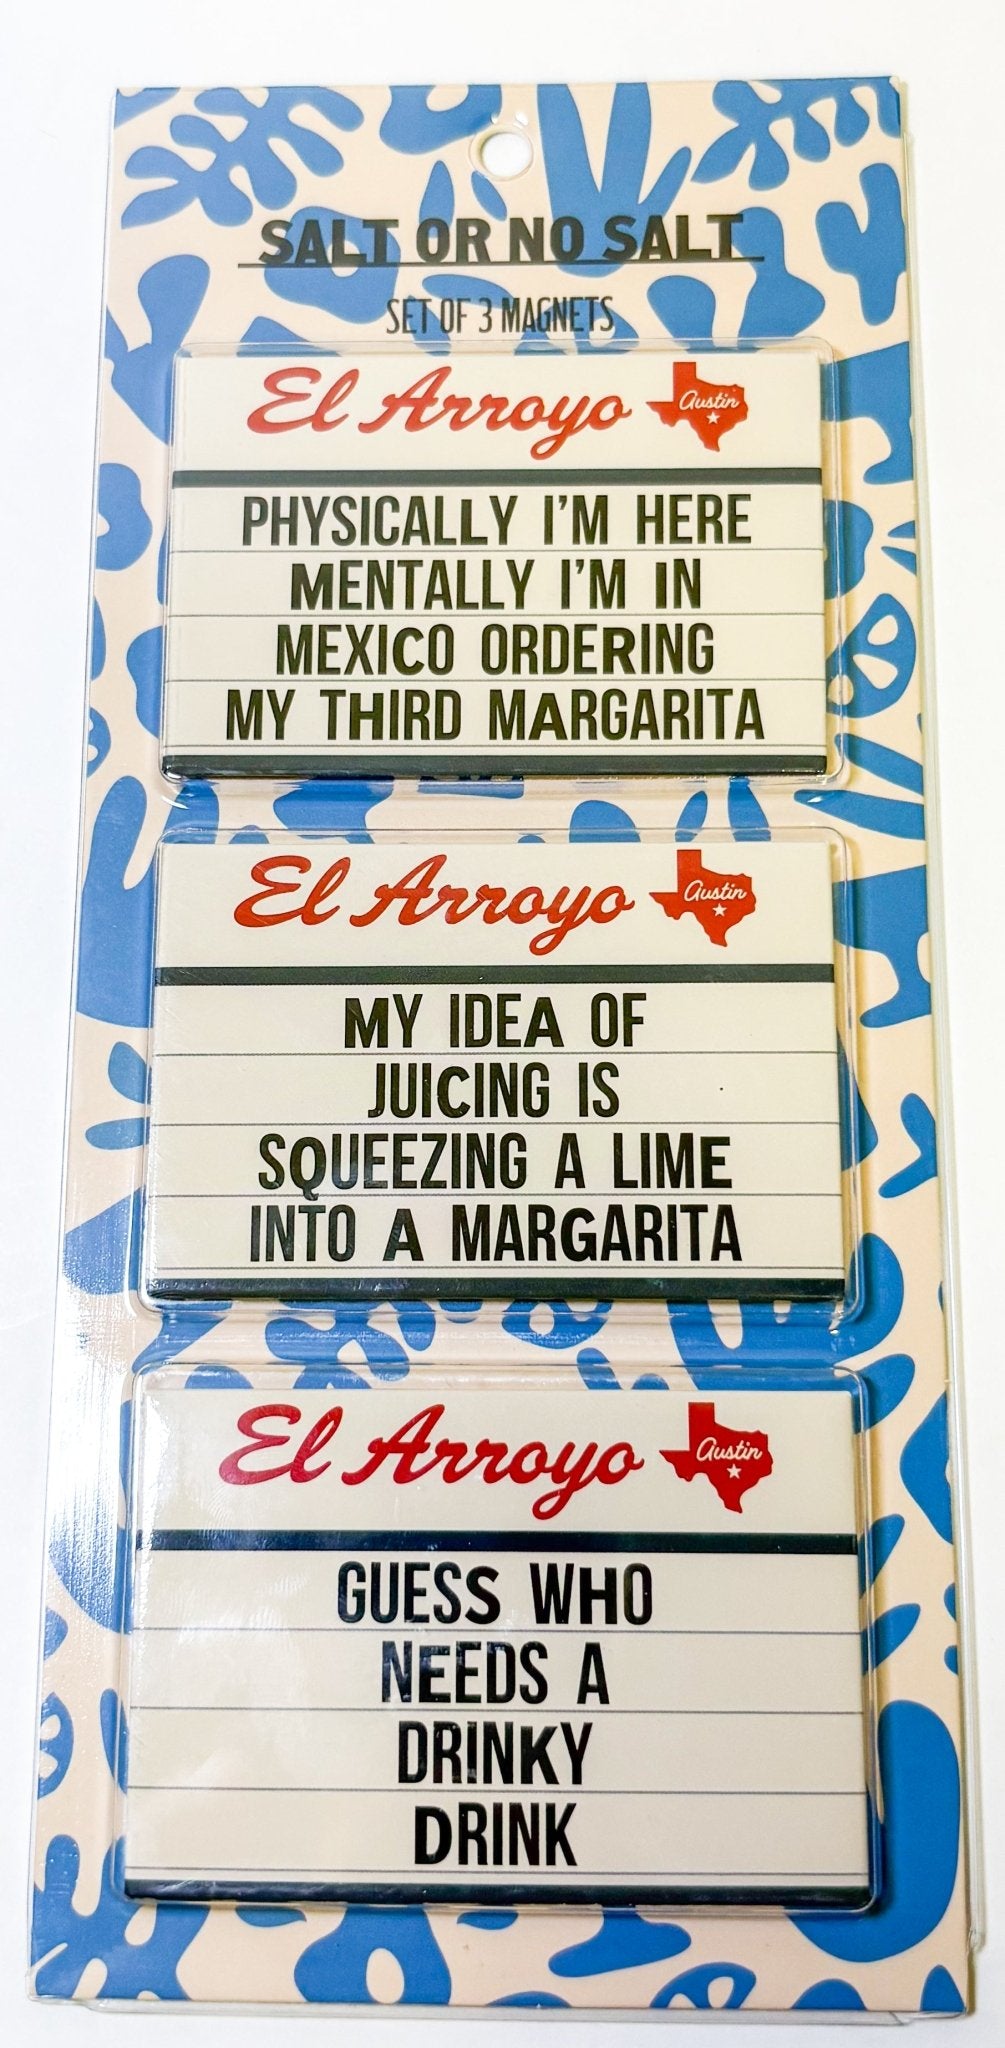 SALT OR NO SALT
SET OF 3 MAGNETS
El Arroyo Austin
PHYSICALLY I'M HERE
MENTALLY I'M IN
MEXICO ORDERING
MY THIRD MARGARITA
El Arroyo Austin
MY IDEA OF
JUICING IS
SQUEEZING A LIME
INTO A MARGARITA
El Arroyo Austin
GUESS WHO
NEEDS A
DRINKY
DRINK